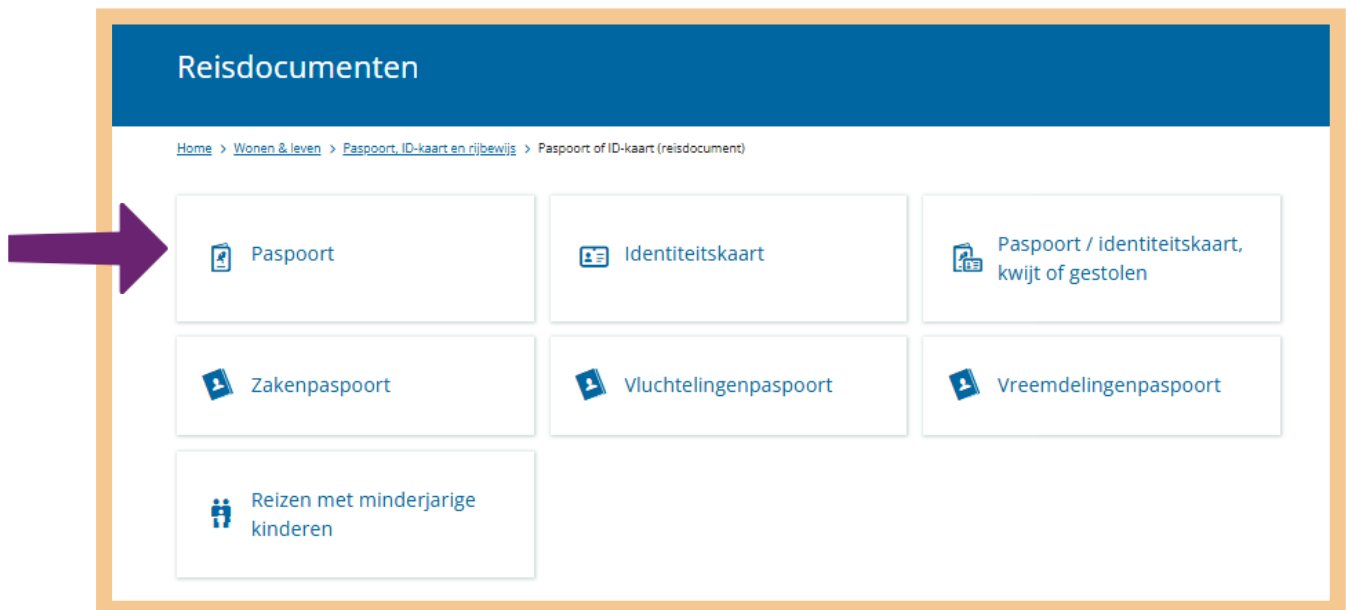 Reisdocumenten
Home > Wonen & leven > Paspoort, ID-kaart en rijbewijs > Paspoort of ID-kaart (reisdocument)
Paspoort
Identiteitskaart
Paspoort / identiteitskaart,
kwijt of gestolen
Zakenpaspoort
Vluchtelingenpaspoort
Vreemdelingenpaspoort
Reizen met minderjarige
kinderen